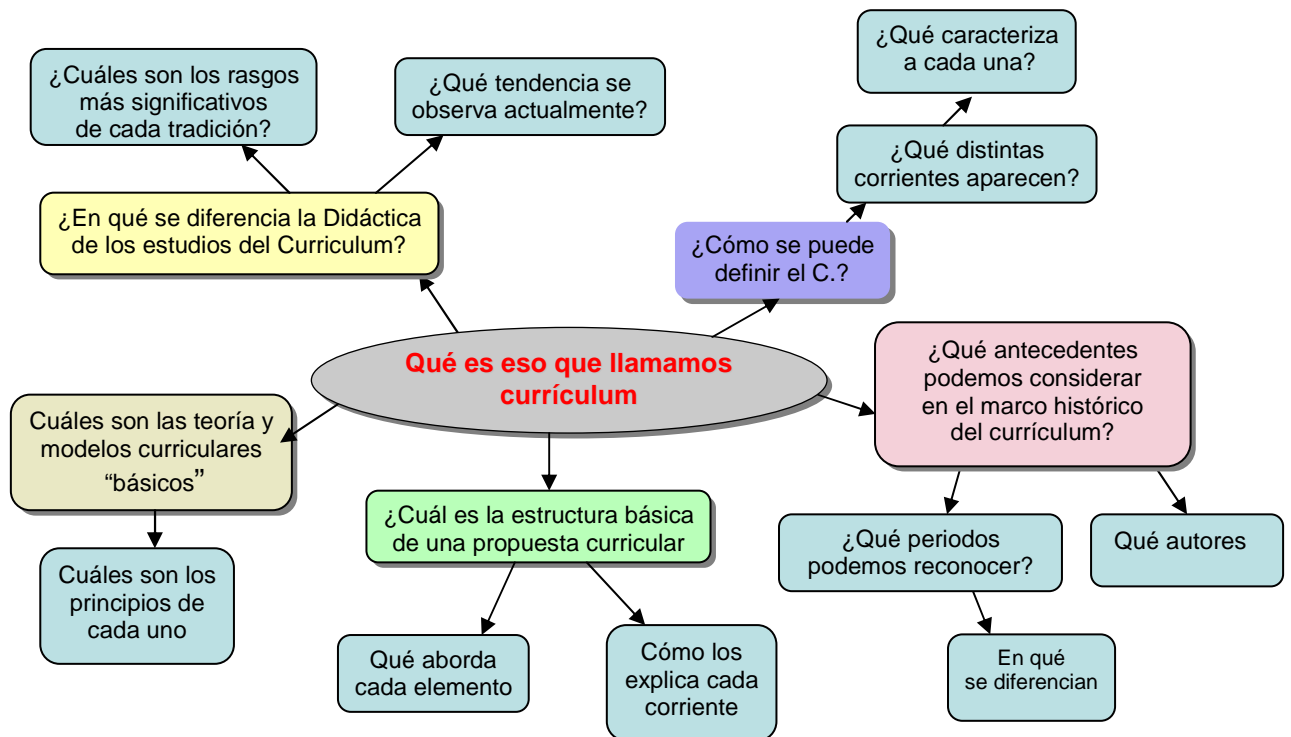 ¿Qué caracteriza
a cada una?
¿Cuáles son los rasgos
más significativos
de cada tradición?
¿Qué tendencia se
observa actualmente?
¿Qué distintas
corrientes aparecen?
¿En qué se diferencia la Didáctica
de los estudios del Curriculum?
¿Cómo se puede
definir el C.?
Qué es eso que llamamos
currículum
¿Qué antecedentes
podemos considerar
en el marco histórico
del currículum?
Cuáles son las teoría y
modelos curriculares
“básicos”
¿Cuál es la estructura básica
de una propuesta curricular
¿Qué periodos
podemos reconocer?
Qué autores
Cuáles son los
principios de
cada uno
Qué aborda
cada elemento
Cómo los
explica cada
corriente
En qué
se diferencian